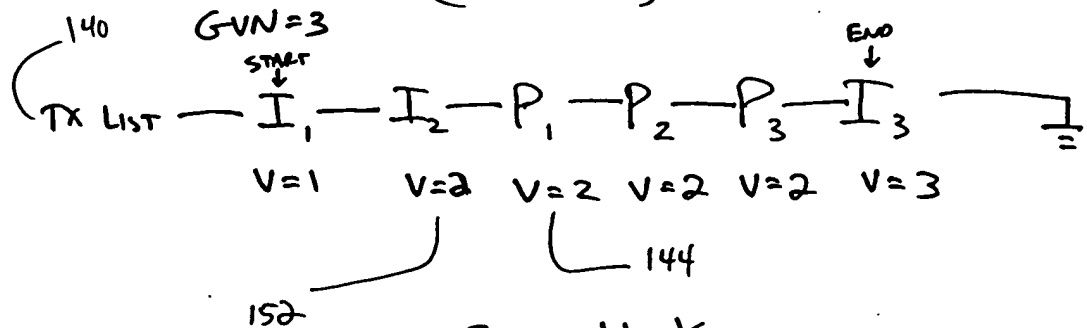 140 GVN=3
START END
TX LIST I₁ I₂ P₁ P₂ P₃ I₃
V=1 V=2 V=2 V=2 V=2 V=3
144
152